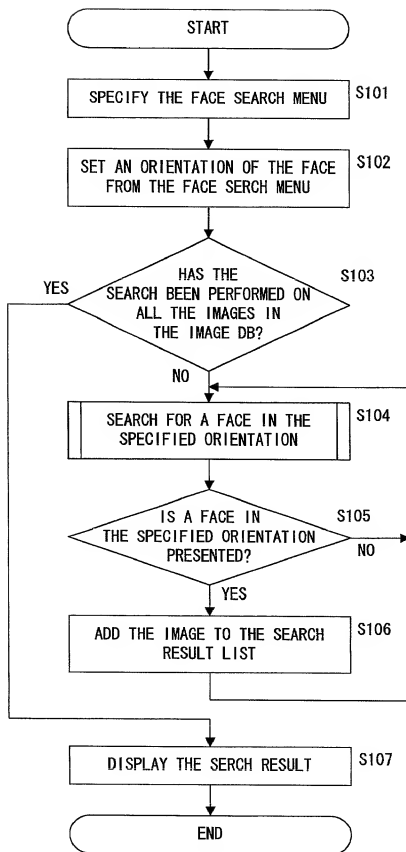 START
SPECIFY THE FACE SEARCH MENU
S101
SET AN ORIENTATION OF THE FACE
FROM THE FACE SERCH MENU
S102
HAS THE
SEARCH BEEN PERFORMED ON
ALL THE IMAGES IN
THE IMAGE DB?
S103
YES
NO
SEARCH FOR A FACE IN THE
SPECIFIED ORIENTATION
S104
IS A FACE IN
THE SPECIFIED ORIENTATION
PRESENTED?
S105
NO
YES
ADD THE IMAGE TO THE SEARCH
RESULT LIST
S106
DISPLAY THE SERCH RESULT
S107
END